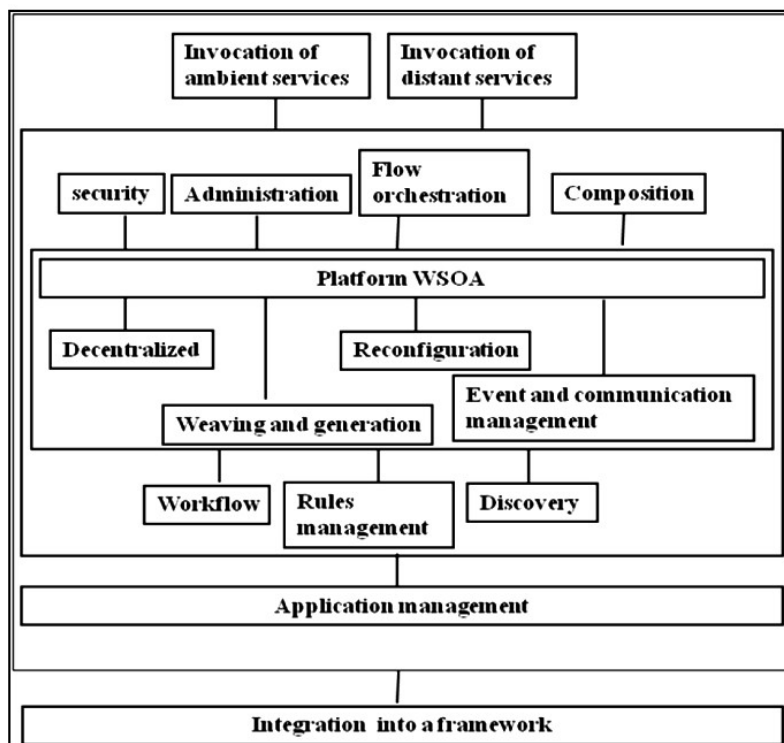 Invocation of
ambient services
Invocation of
distant services
security
Administration
Flow
orchestration
Composition
Platform WSOA
Decentralized
Reconfiguration
Event and communication
management
Weaving and generation
Workflow
Rules
management
Discovery
Application management
Integration into a framework